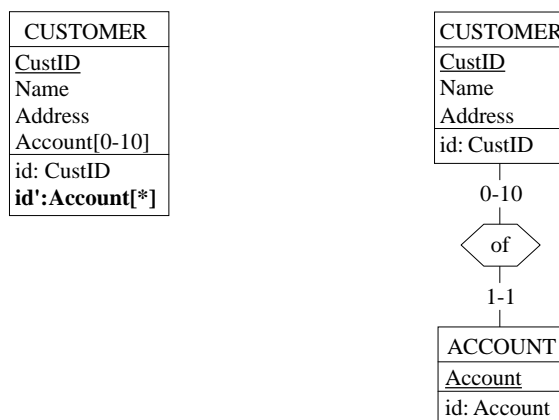 CUSTOMER
CustID
Name
Address
Account[0-10]
id: CustID
id':Account[*]
CUSTOMER
CustID
Name
Address
id: CustID
0-10
of
1-1
ACCOUNT
Account
id: Account